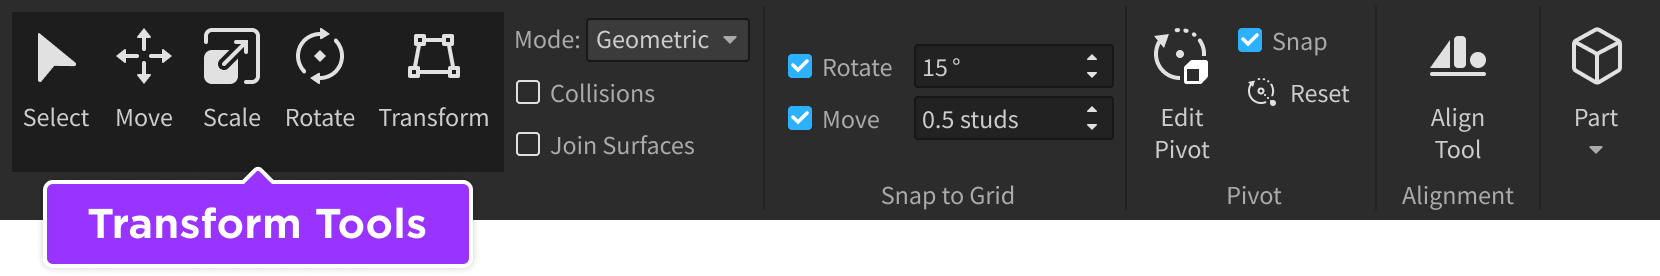 Select Move Scale Rotate Transform
Mode: Geometric
Collisions
Join Surfaces
Rotate 15 °
Move 0.5 studs
Snap to Grid
Edit
Pivot
Snap
Reset
Pivot
Align
Tool
Alignment
Part
Transform Tools